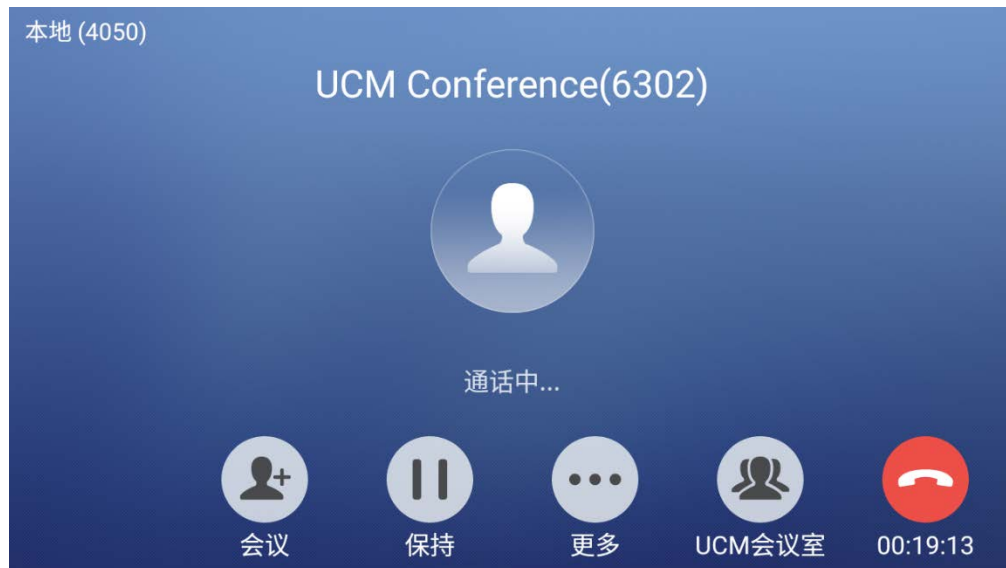 本地 (4050)
UCM Conference(6302)
通话中...
会议
保持
更多
UCM会议室
00:19:13